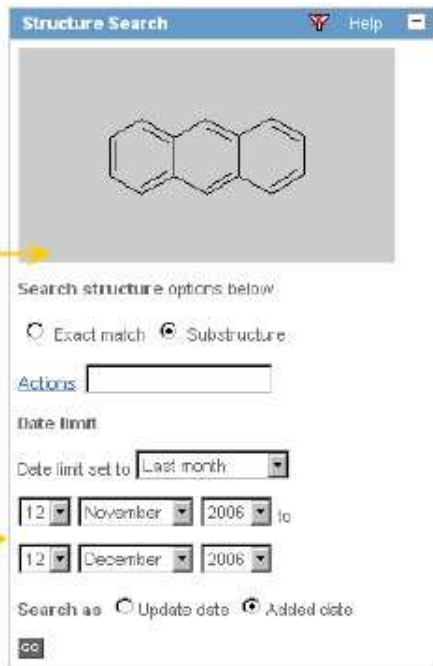 Structure Search Help
Search structure options below
Exact match Substructure
Actions
Date limit
Date limit set to Last month
12 November 2006 to
12 December 2006
Search as Update date Added date
GO